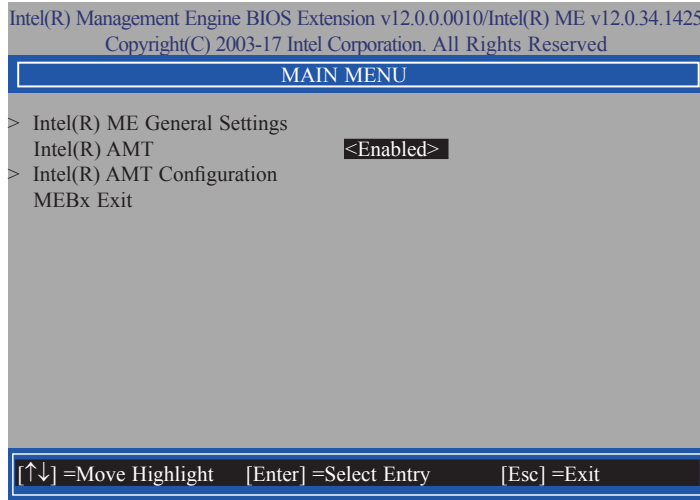 Intel(R) Management Engine BIOS Extension v12.0.0.0010/Intel(R) ME v12.0.34.1425
Copyright(C) 2003-17 Intel Corporation. All Rights Reserved
MAIN MENU
> Intel(R) ME General Settings
Intel(R) AMT <Enabled>
> Intel(R) AMT Configuration
MEBx Exit
[↑↓] =Move Highlight [Enter] =Select Entry [Esc] =Exit